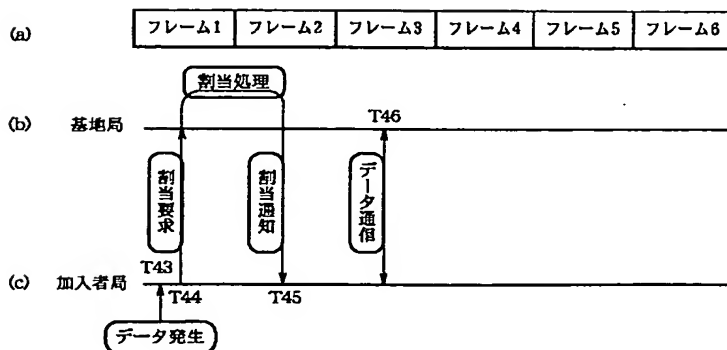 (a) フレーム1 フレーム2 フレーム3 フレーム4 フレーム5 フレーム6
割当処理
(b) 基地局 T46
割当要求
割当通知
データ通信
T43
(c) 加入者局 T44 T45
データ発生